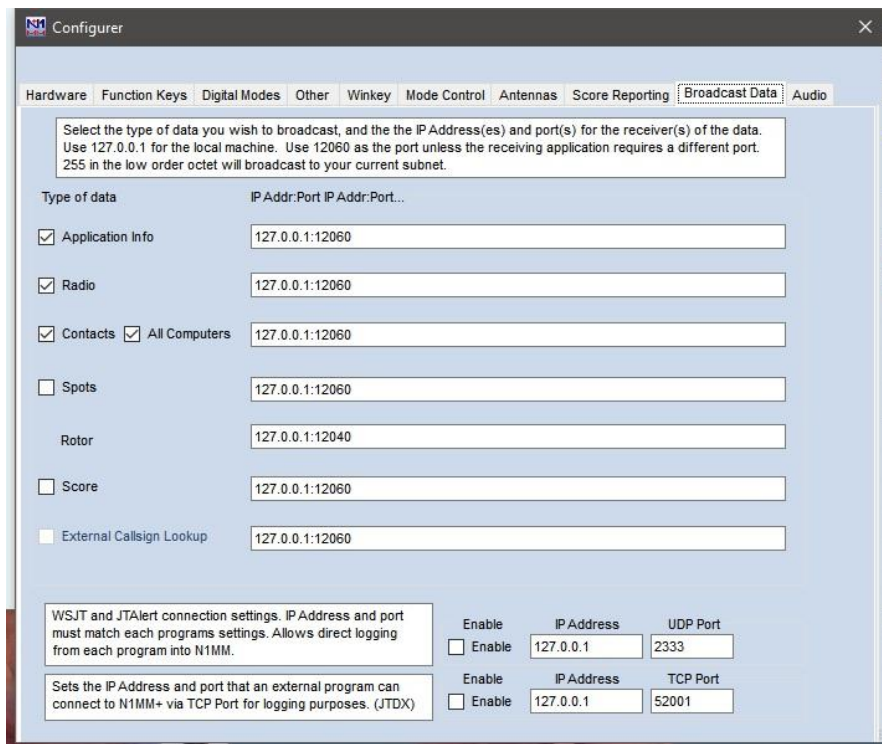 N1
MM
Configurer
Hardware Function Keys Digital Modes Other Winkey Mode Control Antennas Score Reporting Broadcast Data Audio
Select the type of data you wish to broadcast, and the the IP Address(es) and port(s) for the receiver(s) of the data.
Use 127.0.0.1 for the local machine. Use 12060 as the port unless the receiving application requires a different port.
255 in the low order octet will broadcast to your current subnet.
Type of data IP Addr:Port IP Addr:Port...
Application Info 127.0.0.1:12060
Radio 127.0.0.1:12060
Contacts All Computers 127.0.0.1:12060
Spots 127.0.0.1:12060
Rotor 127.0.0.1:12040
Score 127.0.0.1:12060
External Callsign Lookup 127.0.0.1:12060
WSJT and JTAlert connection settings. IP Address and port
must match each programs settings. Allows direct logging
from each program into N1MM.
Enable IP Address UDP Port
Enable 127.0.0.1 2333
Sets the IP Address and port that an external program can
connect to N1MM+ via TCP Port for logging purposes. (JTDX)
Enable IP Address TCP Port
Enable 127.0.0.1 52001